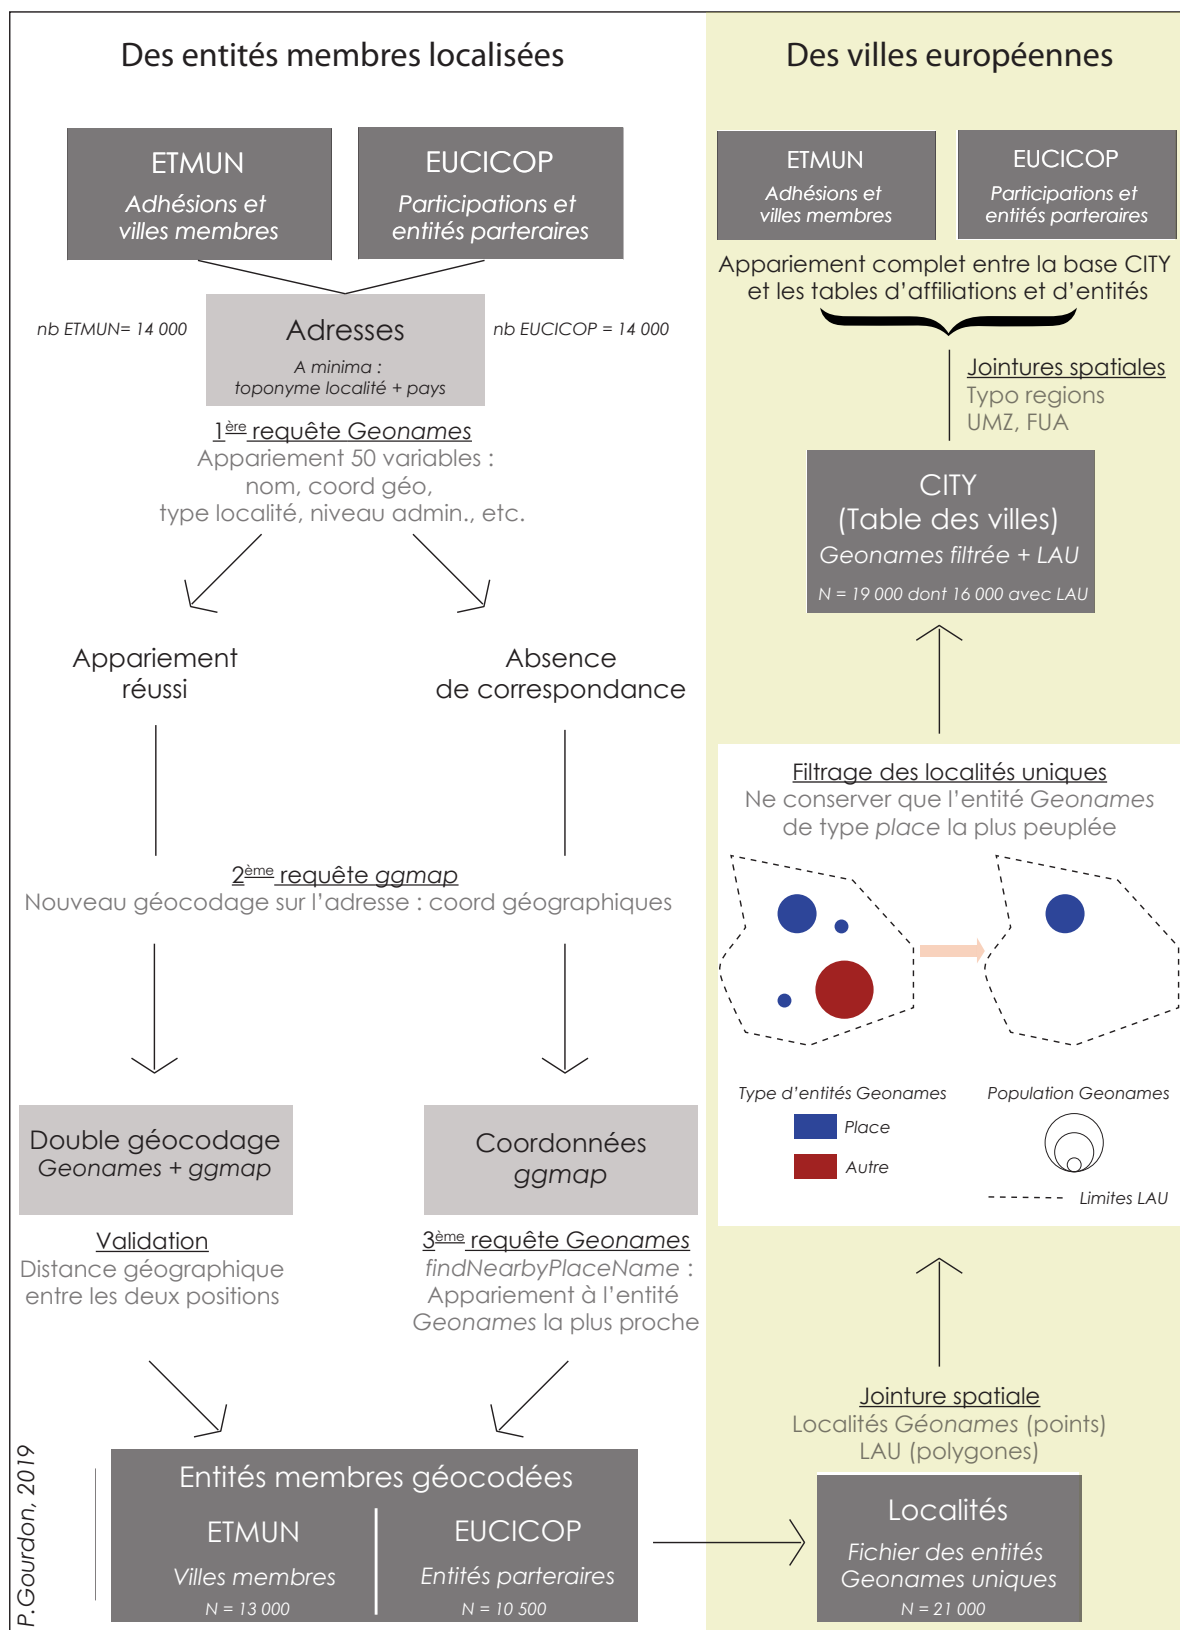 Des entités membres localisées
ETMUN
Adhésions et
villes membres
EUCICOP
Participations et
entités parteraires
nb ETMUN= 14 000
Adresses
A minima :
toponyme localité + pays
nb EUCICOP = 14 000
1ère requête Geonames
Appariement 50 variables :
nom, coord géo,
type localité, niveau admin., etc.
Appariement
réussi
Absence
de correspondance
2ème requête ggmap
Nouveau géocodage sur l'adresse : coord géographiques
Double géocodage
Geonames + ggmap
Coordonnées
ggmap
Validation
Distance géographique
entre les deux positions
3ème requête Geonames
findNearbyPlaceName :
Appariement à l'entité
Geonames la plus proche
Entités membres géocodées
ETMUN
Villes membres
N = 13 000
EUCICOP
Entités parteraires
N = 10 500
P.Gourdon, 2019
Des villes européennes
ETMUN
Adhésions et
villes membres
EUCICOP
Participations et
entités parteraires
Appariement complet entre la base CITY
et les tables d'affiliations et d'entités
Jointures spatiales
Typo regions
UMZ, FUA
CITY
(Table des villes)
Geonames filtrée + LAU
N = 19 000 dont 16 000 avec LAU
Filtrage des localités uniques
Ne conserver que l'entité Geonames
de type place la plus peuplée
Type d'entités Geonames
Place
Autre
Population Geonames
Limites LAU
Jointure spatiale
Localités Géonames (points)
LAU (polygones)
Localités
Fichier des entités
Geonames uniques
N = 21 000